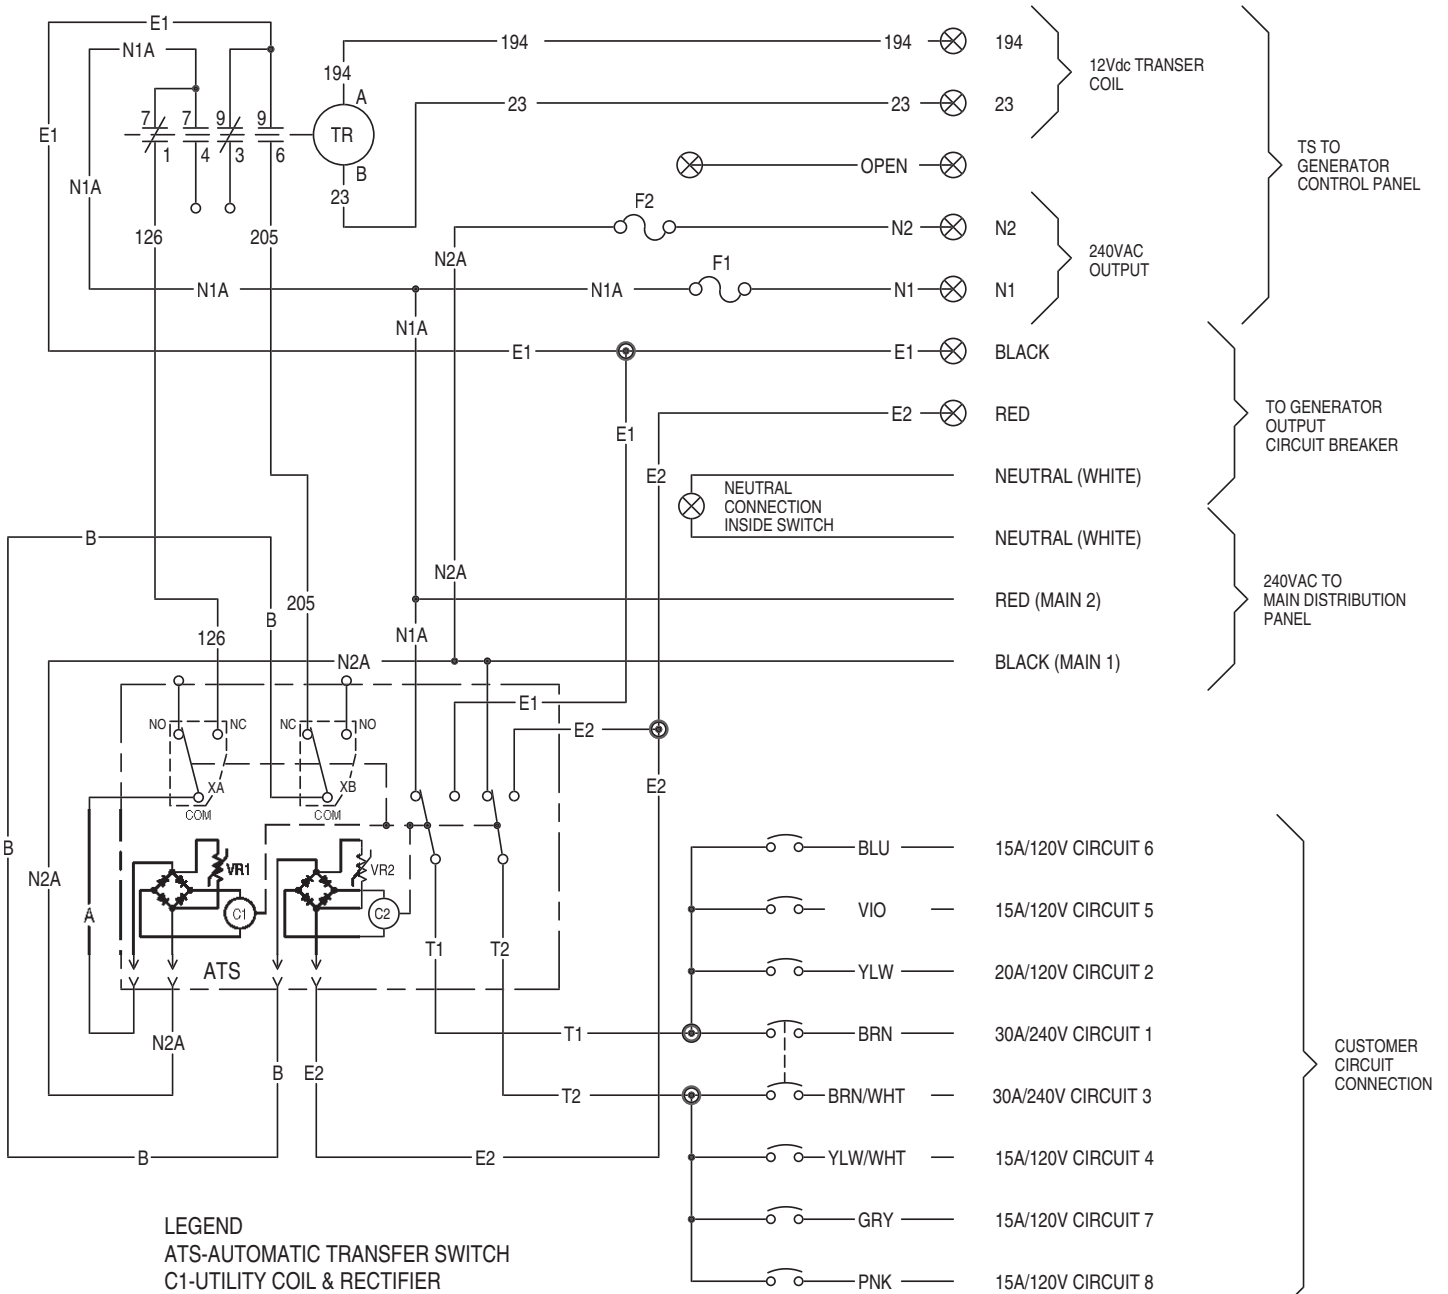 E1
N1A
194
194
194
12Vdc TRANSER
COIL
194
A
23
23
23
7
7
9
9
TR
E1
1
4
3
6
TS TO
GENERATOR
CONTROL PANEL
OPEN
B
N1A
23
F2
126
205
N2
N2
N2A
240VAC
OUTPUT
F1
N1A
N1A
N1
N1
N1A
E1
E1
BLACK
E2
RED
TO GENERATOR
OUTPUT
CIRCUIT BREAKER
E1
E2
NEUTRAL
CONNECTION
INSIDE SWITCH
NEUTRAL (WHITE)
B
NEUTRAL (WHITE)
N2A
240VAC TO
MAIN DISTRIBUTION
PANEL
205
B
RED (MAIN 2)
126
N1A
N2A
BLACK (MAIN 1)
E1
NO
NC
NC
NO
E2
XA
XB
E2
COM
COM
B
BLU
15A/120V CIRCUIT 6
VR1
VR2
N2A
A
C1
C2
VIO
15A/120V CIRCUIT 5
T1
T2
ATS
YLW
20A/120V CIRCUIT 2
N2A
T1
BRN
30A/240V CIRCUIT 1
CUSTOMER
CIRCUIT
CONNECTION
B
E2
T2
BRN/WHT
30A/240V CIRCUIT 3
B
E2
YLW/WHT
15A/120V CIRCUIT 4
LEGEND
GRY
15A/120V CIRCUIT 7
ATS-AUTOMATIC TRANSFER SWITCH
C1-UTILITY COIL & RECTIFIER
PNK
15A/120V CIRCUIT 8